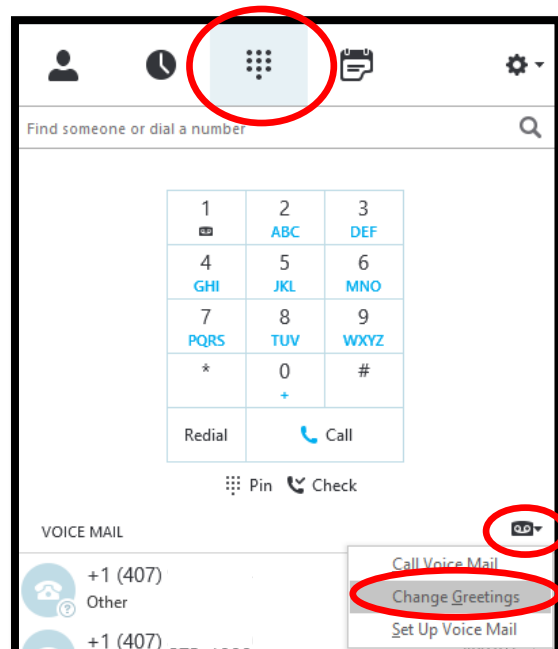 Find someone or dial a number
1 2 3
ABC DEF
4 5 6
GHI JKL MNO
7 8 9
PQRS TUV WXYZ
* 0 #
+
Redial Call
Pin Check
VOICE MAIL
Call Voice Mail
+1 (407)
Change Greetings
Other
Set Up Voice Mail
+1 (407)